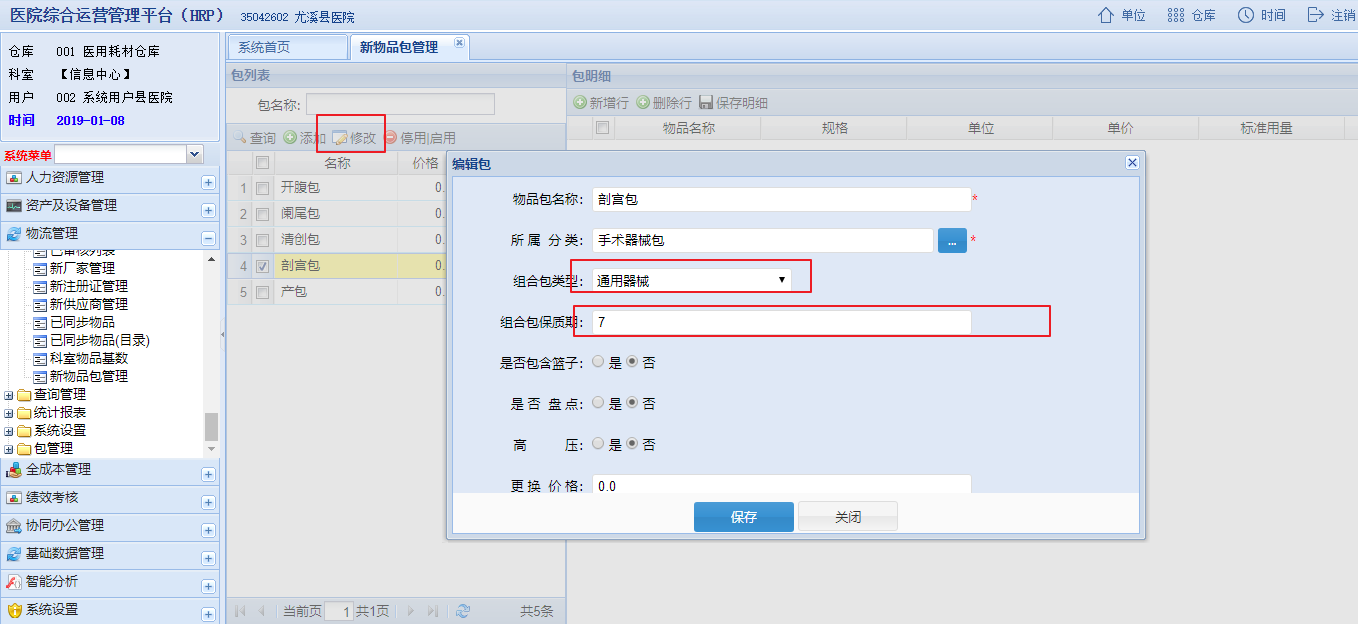 医院综合运营管理平台（HRP） 35042602 尤溪县医院
单位 仓库 时间 注销
仓库 001 医用耗材仓库
科室 【信息中心】
用户 002 系统用户县医院
时间 2019-01-08
系统菜单
人力资源管理
资产及设备管理
物流管理
已审核列表
新厂家管理
新注册证管理
新供应商管理
已同步物品
已同步物品(目录)
科室物品基数
新物品包管理
查询管理
统计报表
系统设置
包管理
全成本管理
绩效考核
协同办公管理
基础数据管理
智能分析
系统设置
系统首页 新物品包管理
包列表
包名称:
查询 添加 修改 停用|启用
名称 价格
1 开腹包 0.
2 阑尾包 0.
3 清创包 0.
4 剖宫包 0.
5 产包 0.
当前页 1 共1页 共5条
包明细
新增行 删除行 保存明细
物品名称 规格 单位 单价 标准用量
编辑包
物品包名称: 剖宫包 *
所属分类: 手术器械包 ... *
组合包类型: 通用器械
组合包保质期: 7
是否包含篮子: 是 否
是否盘点: 是 否
高压: 是 否
更换价格: 0.0
保存 关闭